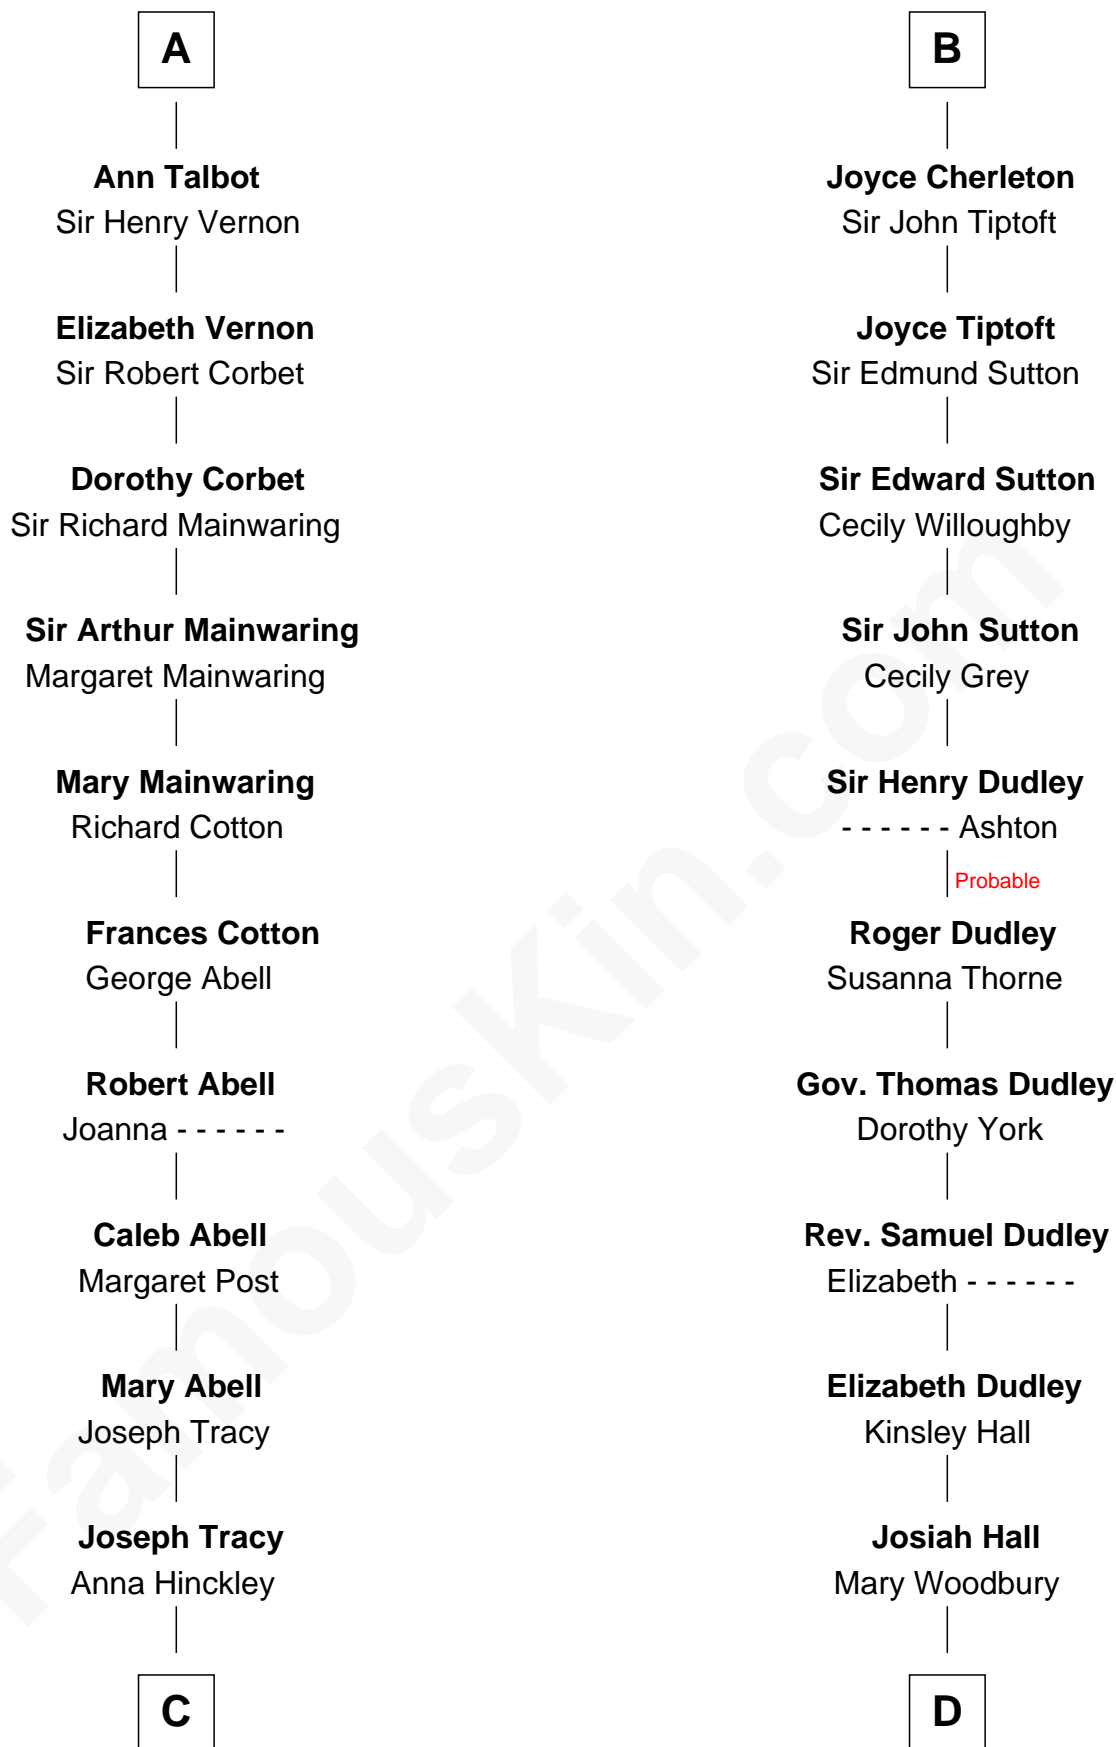 A
Ann Talbot
Sir Henry Vernon
Elizabeth Vernon
Sir Robert Corbet
Dorothy Corbet
Sir Richard Mainwaring
Sir Arthur Mainwaring
Margaret Mainwaring
Mary Mainwaring
Richard Cotton
Frances Cotton
George Abell
Robert Abell
Joanna - - - - - -
Caleb Abell
Margaret Post
Mary Abell
Joseph Tracy
Joseph Tracy
Anna Hinckley
C
B
Joyce Cherleton
Sir John Tiptoft
Joyce Tiptoft
Sir Edmund Sutton
Sir Edward Sutton
Cecily Willoughby
Sir John Sutton
Cecily Grey
Sir Henry Dudley
- - - - - - Ashton
Probable
Roger Dudley
Susanna Thorne
Gov. Thomas Dudley
Dorothy York
Rev. Samuel Dudley
Elizabeth - - - - - -
Elizabeth Dudley
Kinsley Hall
Josiah Hall
Mary Woodbury
D
FamousKin.com